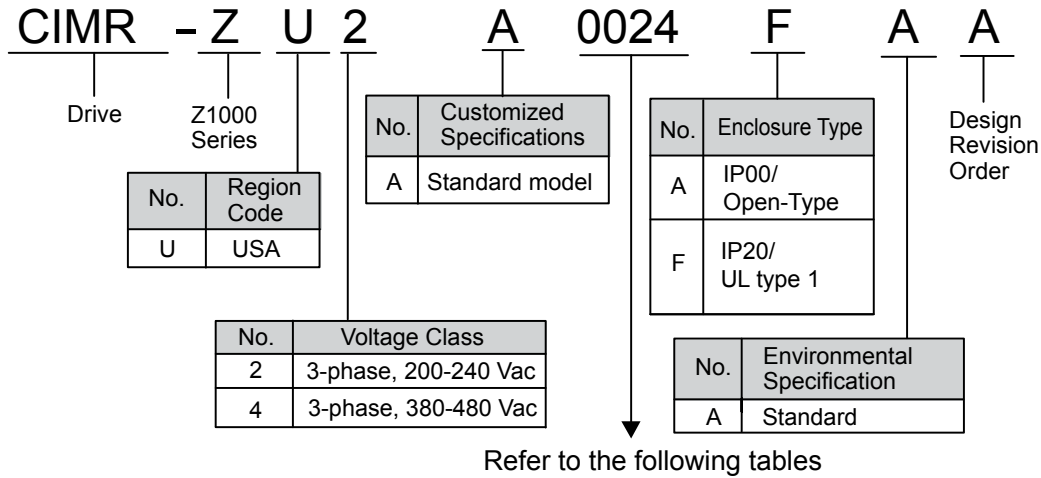 CIMR - Z U 2 A 0024 F A A
Drive
Z1000
Series
No. Region
Code
U USA
No. Customized
Specifications
A Standard model
No. Enclosure Type
A IP00/
Open-Type
F IP20/
UL type 1
Design
Revision
Order
No. Voltage Class
2 3-phase, 200-240 Vac
4 3-phase, 380-480 Vac
No. Environmental
Specification
A Standard
Refer to the following tables